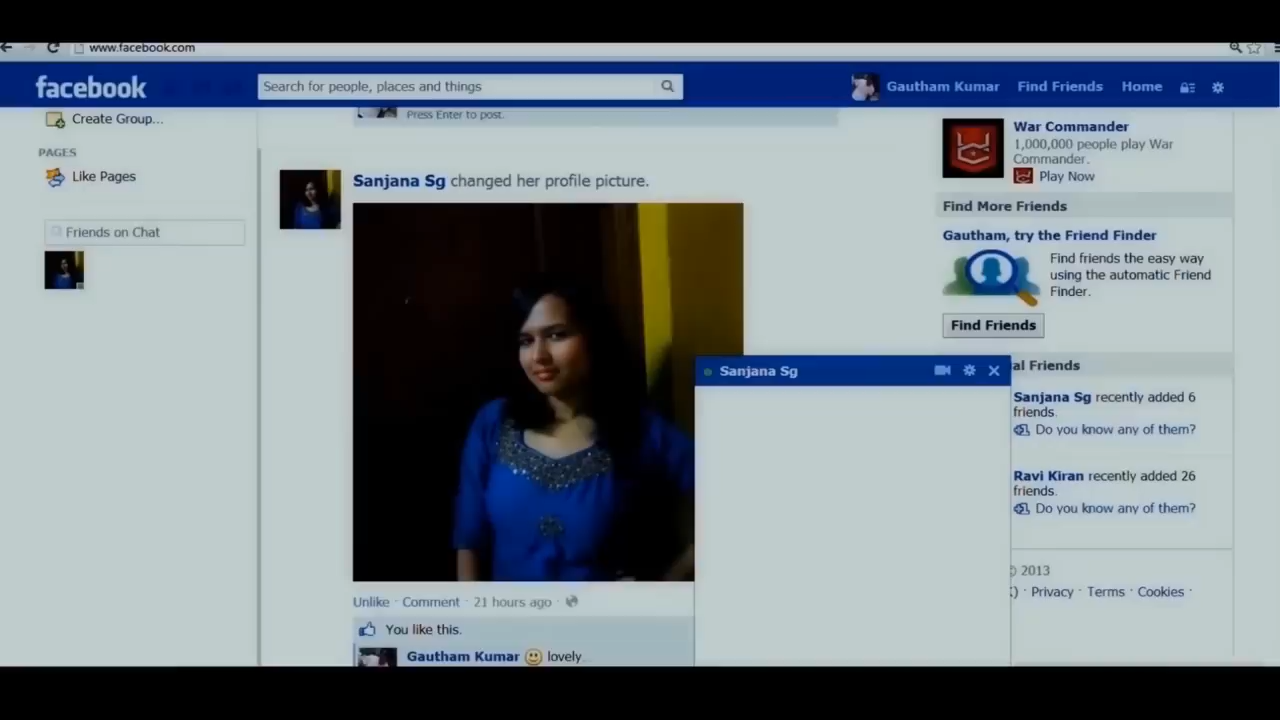 www.facebook.com
facebook
Search for people, places and things
Gautham Kumar
Find Friends
Home
Create Group...
PAGES
Like Pages
Friends on Chat
Press Enter to post.
Sanjana Sg changed her profile picture.
Unlike · Comment · 21 hours ago ·
You like this.
Gautham Kumar lovely
Sanjana Sg
War Commander
1,000,000 people play War
Commander.
Play Now
Find More Friends
Gautham, try the Friend Finder
Find friends the easy way
using the automatic Friend
Finder.
Find Friends
al Friends
Sanjana Sg recently added 6
friends.
Do you know any of them?
Ravi Kiran recently added 26
friends.
Do you know any of them?
© 2013
· Privacy · Terms · Cookies ·